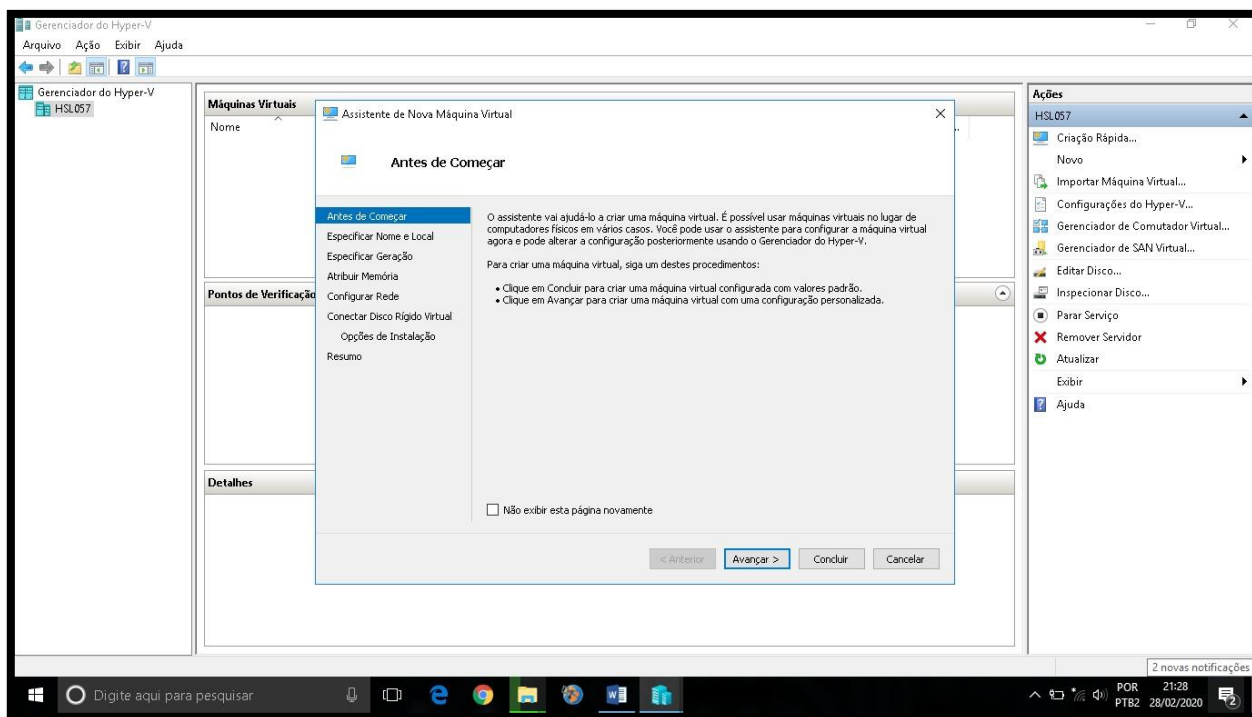 Gerenciador do Hyper-V
Arquivo Ação Exibir Ajuda
Gerenciador do Hyper-V
HSL057
Máquinas Virtuais
Nome
Pontos de Verificação
Detalhes
Assistente de Nova Máquina Virtual
Antes de Começar
Antes de Começar
Especificar Nome e Local
Especificar Geração
Atribuir Memória
Configurar Rede
Conectar Disco Rígido Virtual
Opções de Instalação
Resumo
O assistente vai ajudá-lo a criar uma máquina virtual. É possível usar máquinas virtuais no lugar de
computadores físicos em vários casos. Você pode usar o assistente para configurar a máquina virtual
agora e pode alterar a configuração posteriormente usando o Gerenciador do Hyper-V.
Para criar uma máquina virtual, siga um destes procedimentos:
• Clique em Concluir para criar uma máquina virtual configurada com valores padrão.
• Clique em Avançar para criar uma máquina virtual com uma configuração personalizada.
Não exibir esta página novamente
< Anterior Avançar > Concluir Cancelar
Ações
HSL057
Criação Rápida...
Novo
Importar Máquina Virtual...
Configurações do Hyper-V...
Gerenciador de Comutador Virtual...
Gerenciador de SAN Virtual...
Editar Disco...
Inspecionar Disco...
Parar Serviço
Remover Servidor
Atualizar
Exibir
Ajuda
2 novas notificações
Digite aqui para pesquisar
POR 21:28
PTB2 28/02/2020
2